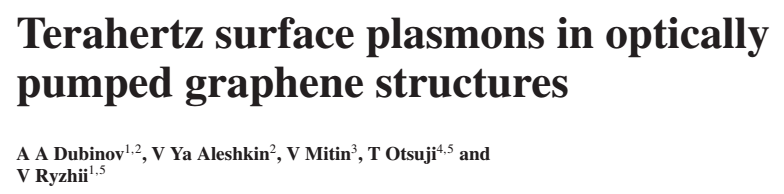 Terahertz surface plasmons in optically
pumped graphene structures
A A Dubinov1,2, V Ya Aleshkin2, V Mitin3, T Otsuji4,5 and
V Ryzhii1,5